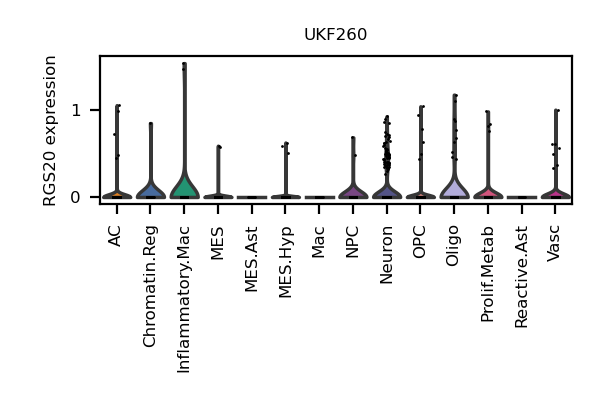 UKF260
RGS20 expression
1
0
AC
Chromatin.Reg
Inflammatory.Mac
MES
MES.Ast
MES.Hyp
Mac
NPC
Neuron
OPC
Oligo
Prolif.Metab
Reactive.Ast
Vasc